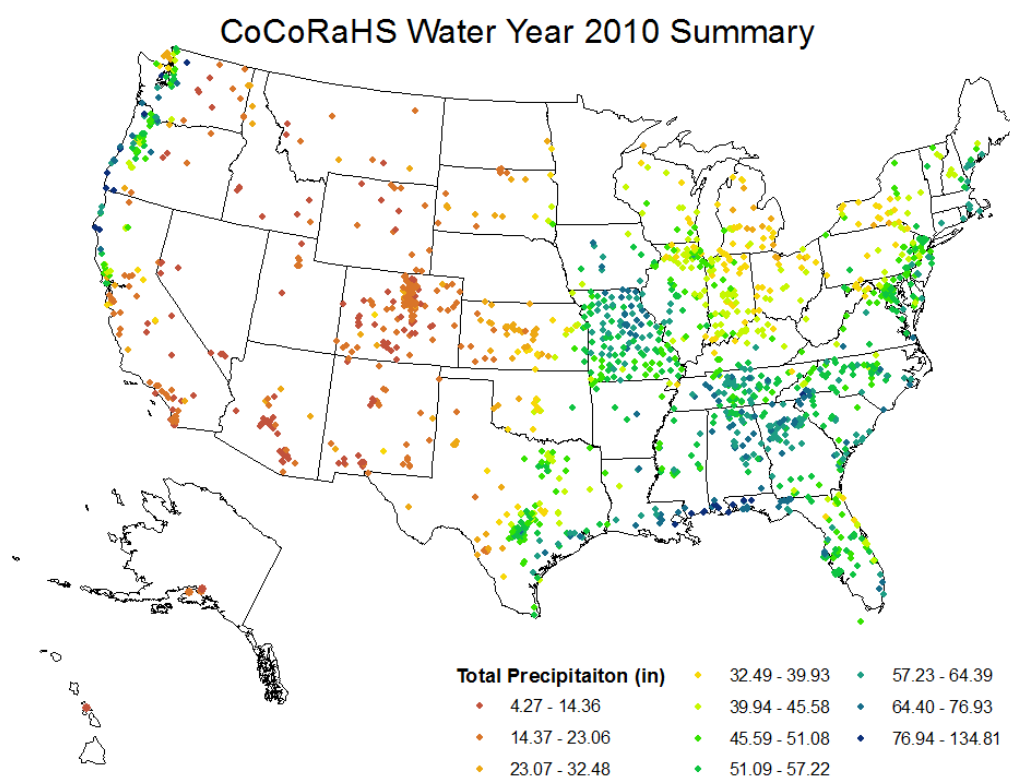 CoCoRaHS Water Year 2010 Summary
Total Precipitaiton (in)
4.27 - 14.36
14.37 - 23.06
23.07 - 32.48
32.49 - 39.93
39.94 - 45.58
45.59 - 51.08
51.09 - 57.22
57.23 - 64.39
64.40 - 76.93
76.94 - 134.81